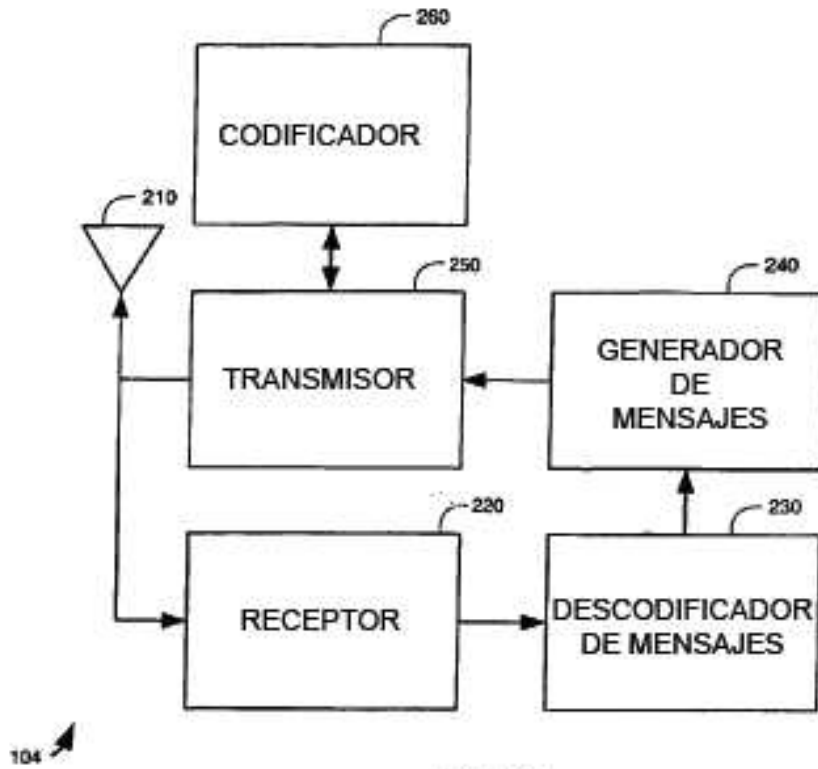 260
CODIFICADOR
210
250
TRANSMISOR
240
GENERADOR
DE
MENSAJES
220
RECEPTOR
230
DESCODIFICADOR
DE MENSAJES
104